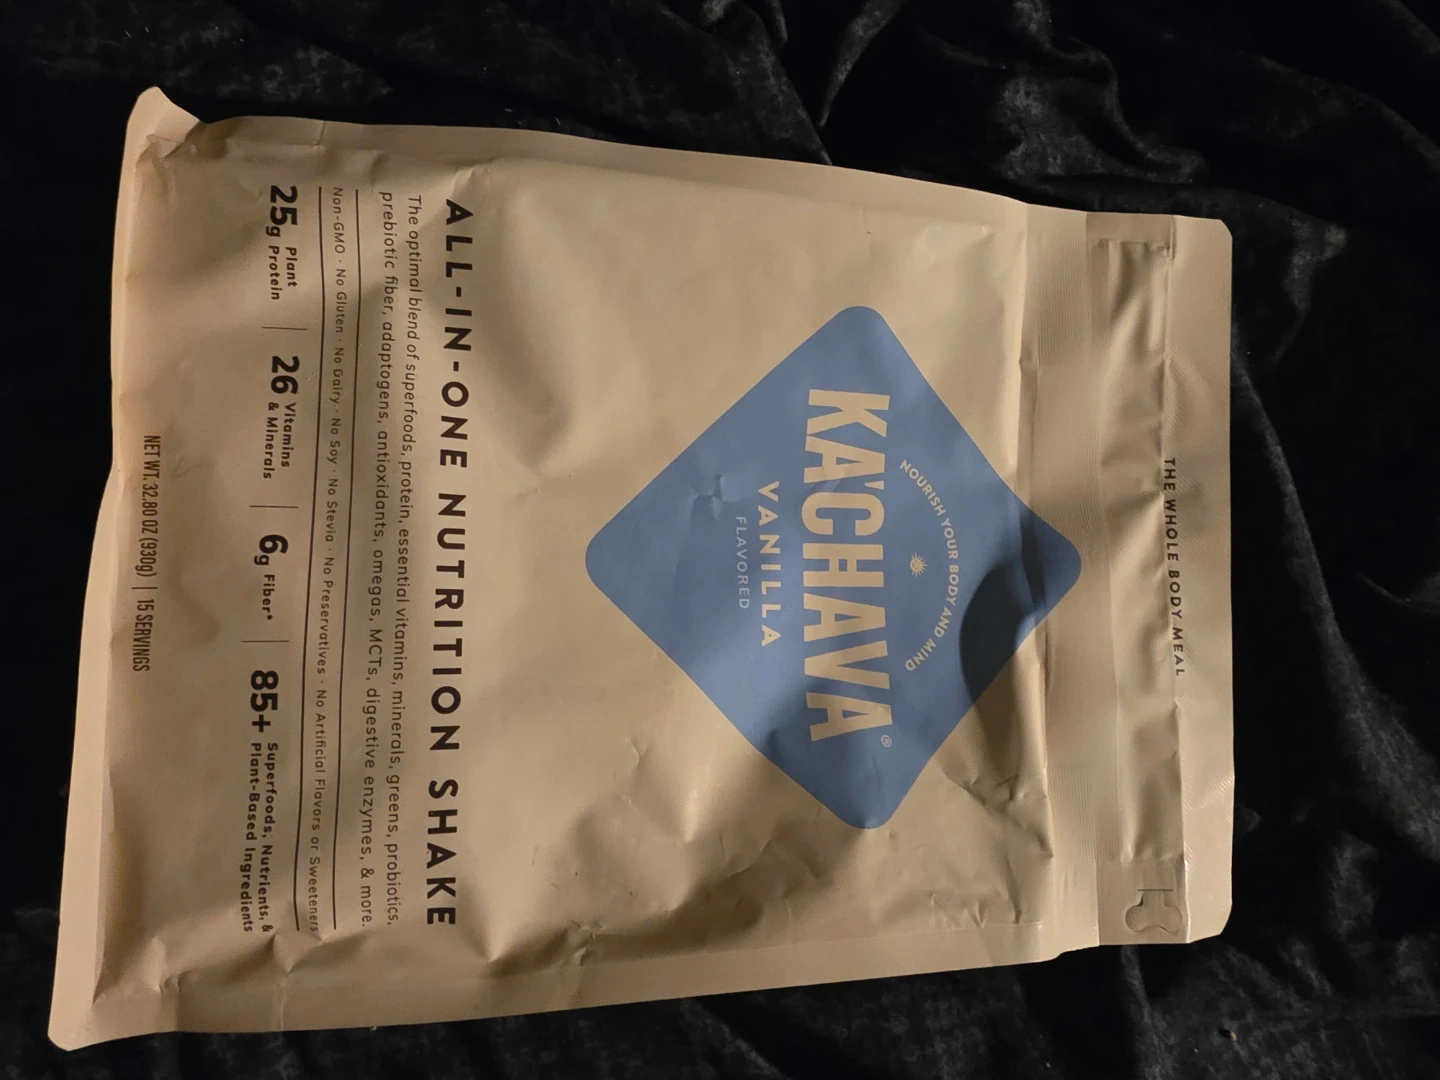 THE WHOLE BODY MEAL
NOURISH YOUR BODY AND MIND
KA'CHAVA®
VANILLA
FLAVORED
ALL-IN-ONE NUTRITION SHAKE
The optimal blend of superfoods, protein, essential vitamins, minerals, greens, probiotics,
prebiotic fiber, adaptogens, antioxidants, omegas, MCTs, digestive enzymes, & more.
Non-GMO · No Gluten · No Dairy · No Soy · No Stevia · No Preservatives · No Artificial Flavors or Sweeteners
25g Plant Protein
26 Vitamins & Minerals
6g Fiber*
85+ Superfoods, Nutrients, & Plant-Based Ingredients
NET WT. 32.80 OZ (930g) | 15 SERVINGS